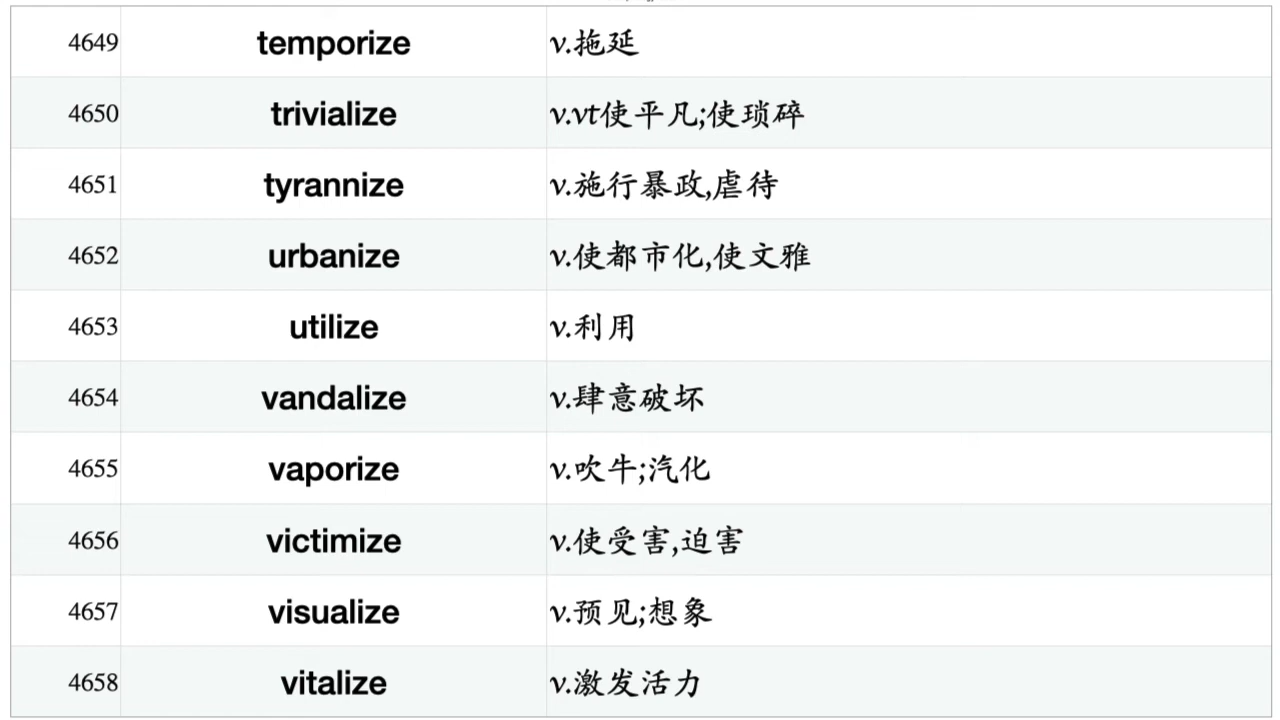 4649 temporize v.拖延
4650 trivialize v.vt使平凡;使琐碎
4651 tyrannize v.施行暴政,虐待
4652 urbanize v.使都市化,使文雅
4653 utilize v.利用
4654 vandalize v.肆意破坏
4655 vaporize v.吹牛;汽化
4656 victimize v.使受害,迫害
4657 visualize v.预见;想象
4658 vitalize v.激发活力